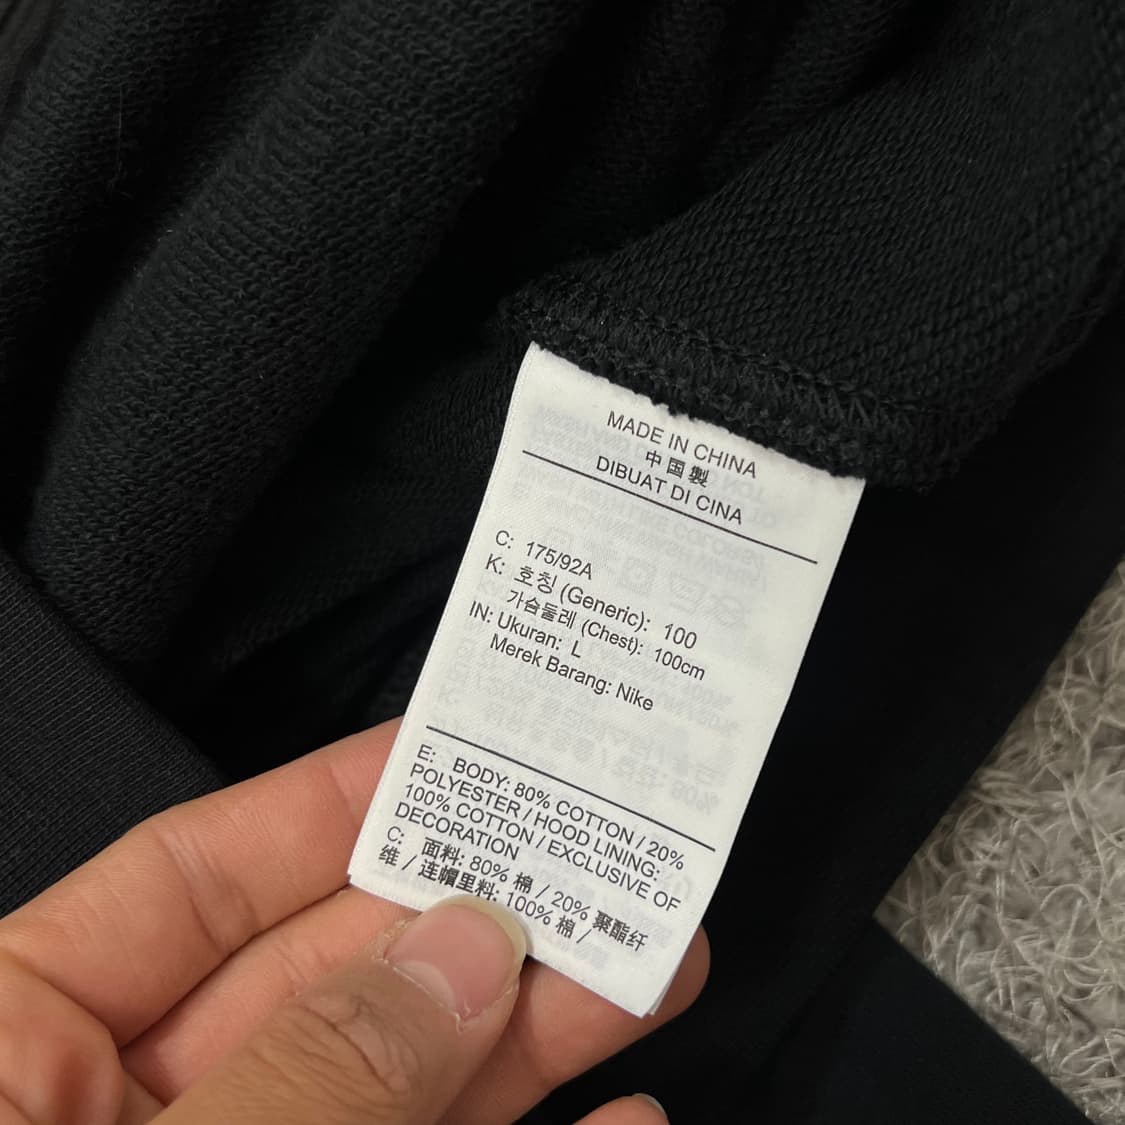 MADE IN CHINA
中国製
DIBUAT DI CINA
C: 175/92A
K: 호칭 (Generic): 100
가슴둘레 (Chest): 100cm
IN: Ukuran: L
Merek Barang: Nike
E: BODY: 80% COTTON / 20%
POLYESTER / HOOD LINING:
100% COTTON / EXCLUSIVE OF
DECORATION
C: 面料: 80% 棉 / 20% 聚酯纤
维 / 连帽里料: 100% 棉 /